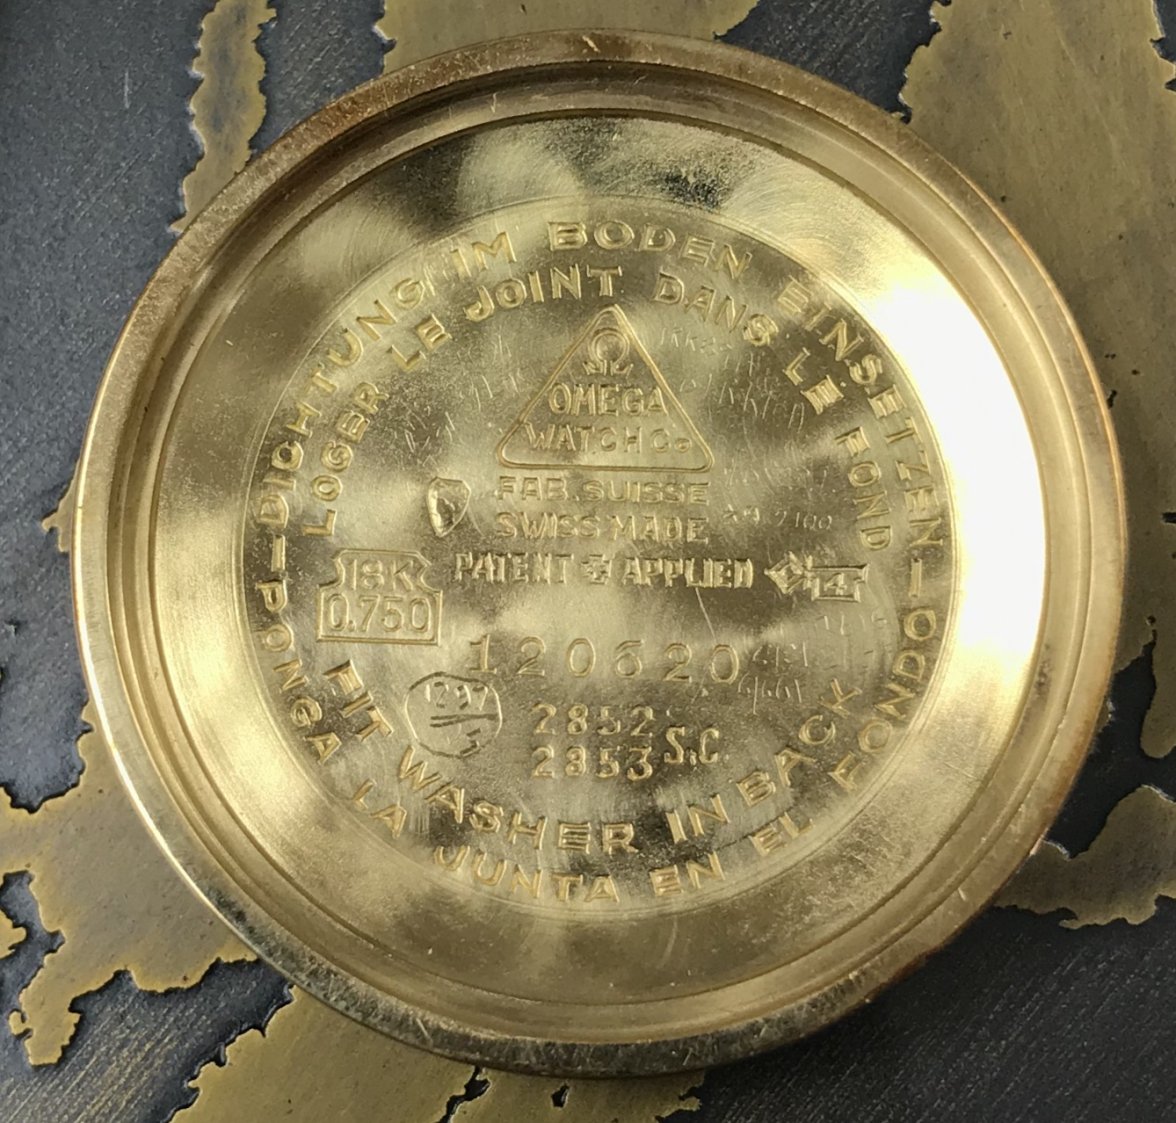 DICHTUNG IM BODEN EINSETZEN
LOGER LE JOINT DANS LE FOND
Ω
OMEGA
WATCH Co
FAB. SUISSE
SWISS MADE
PATENT + APPLIED
4
18K
0.750
120620
2852
2853 S.C.
FIT WASHER IN BACK
PONGA LA JUNTA EN EL FONDO